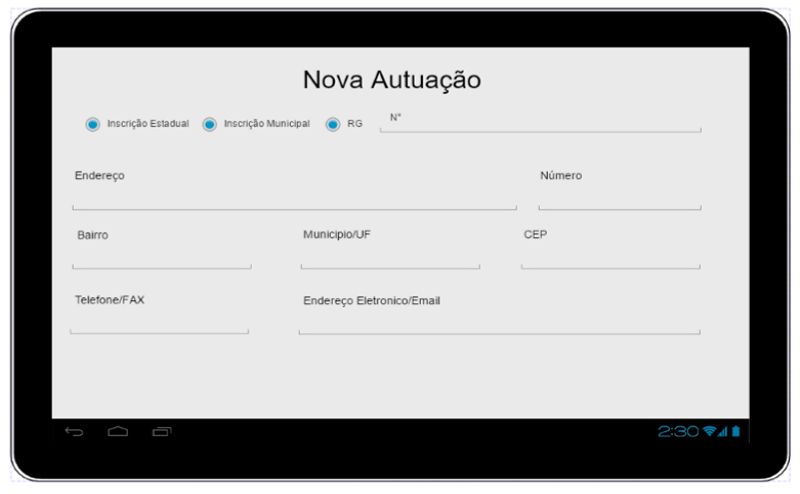 Nova Autuação
Inscrição Estadual Inscrição Municipal RG N°
Endereço Número
Bairro Municipio/UF CEP
Telefone/FAX Endereço Eletronico/Email
2:30